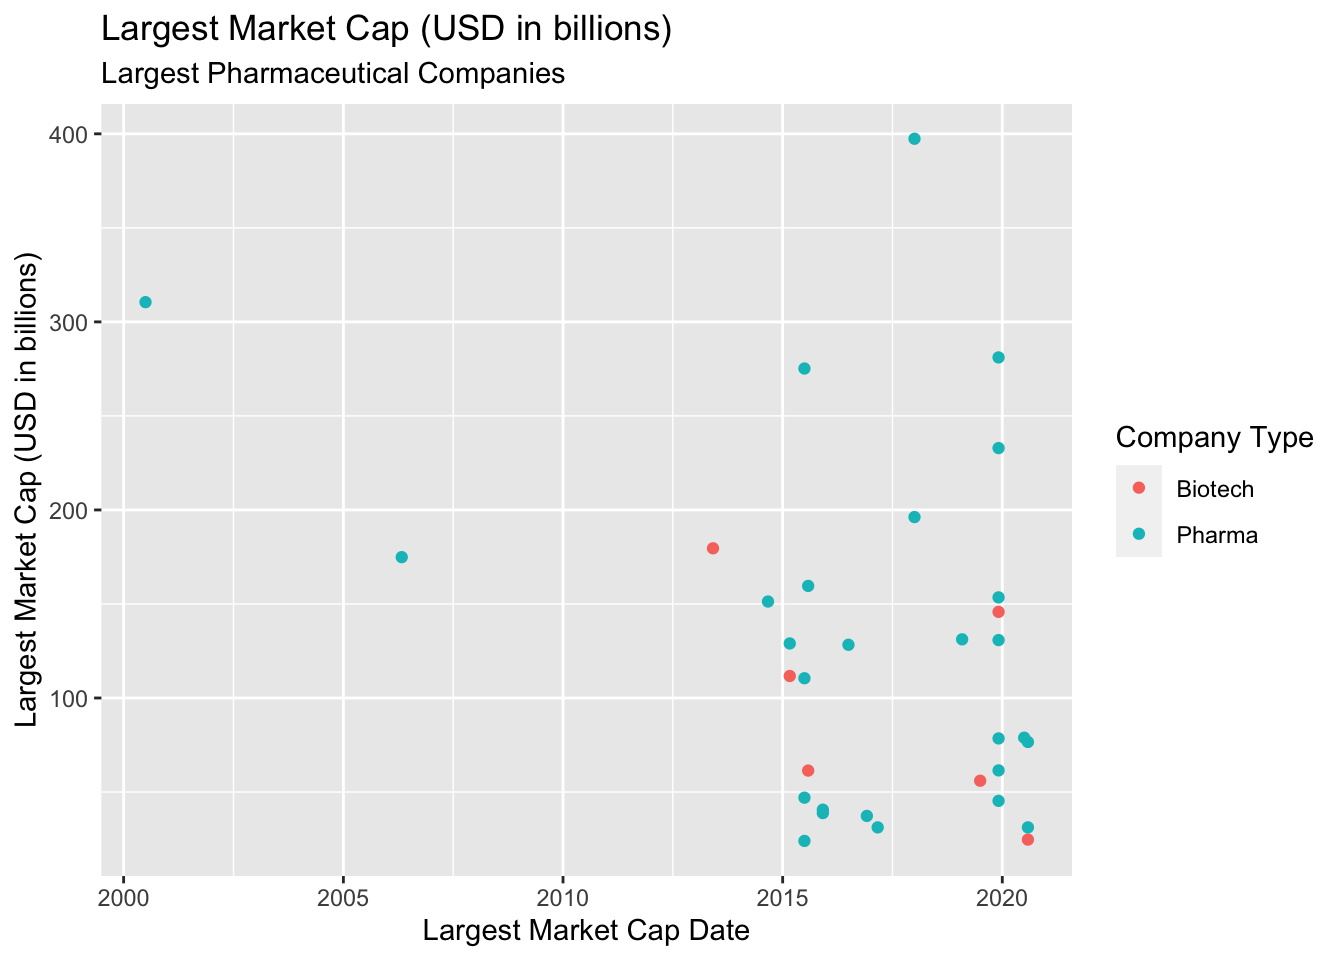 Largest Market Cap (USD in billions)
Largest Pharmaceutical Companies
Largest Market Cap (USD in billions)
400
300
200
100
2000
2005
2010
2015
2020
Largest Market Cap Date
Company Type
Biotech
Pharma